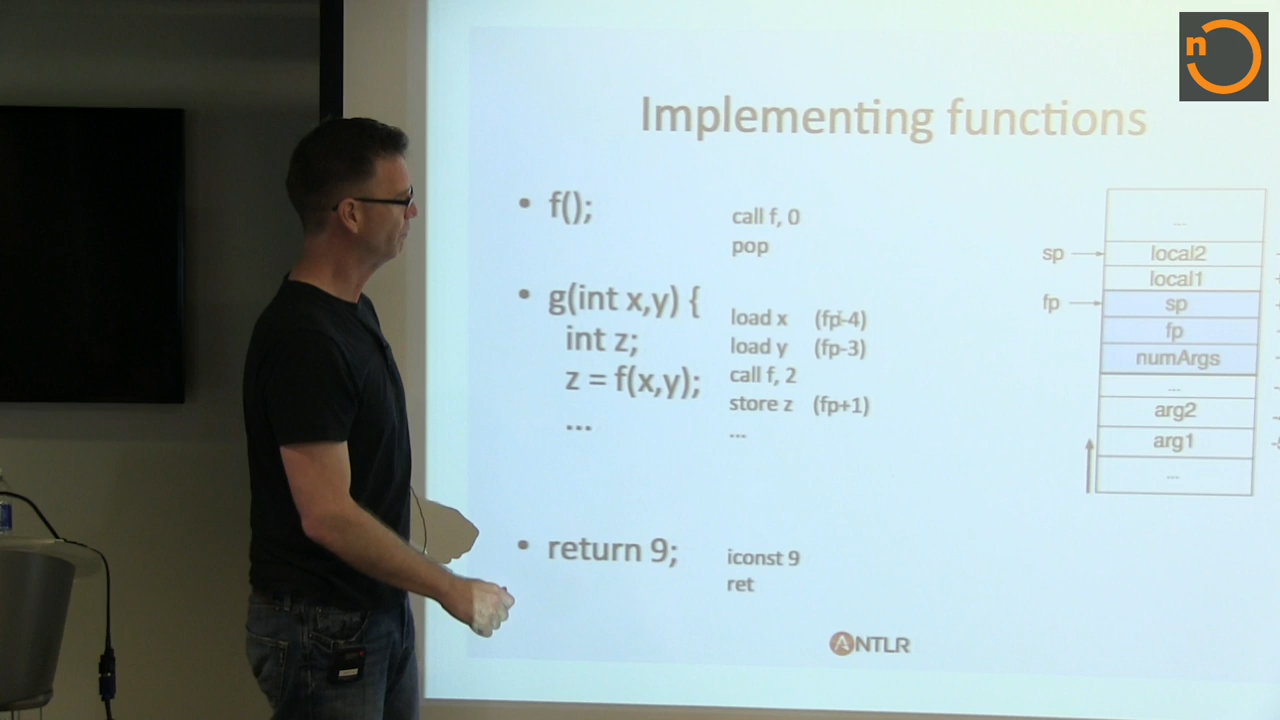 n
Implementing functions
• f();
call f, 0
pop
• g(int x,y) {
int z;
z = f(x,y);
...
load x (fp-4)
load y (fp-3)
call f, 2
store z (fp+1)
...
• return 9;
iconst 9
ret
...
sp
local2
local1
fp
sp
fp
numArgs
...
arg2
arg1
...
ANTLR